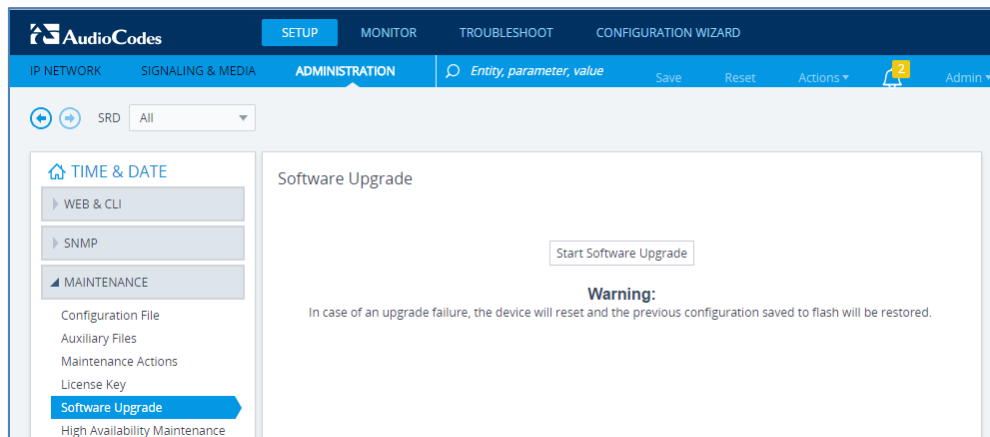 AudioCodes
SETUP MONITOR TROUBLESHOOT CONFIGURATION WIZARD
IP NETWORK SIGNALING & MEDIA ADMINISTRATION Entity, parameter, value Save Reset Actions 2 Admin
SRD All
TIME & DATE
WEB & CLI
SNMP
MAINTENANCE
Configuration File
Auxiliary Files
Maintenance Actions
License Key
Software Upgrade
High Availability Maintenance
Software Upgrade
Start Software Upgrade
Warning:
In case of an upgrade failure, the device will reset and the previous configuration saved to flash will be restored.